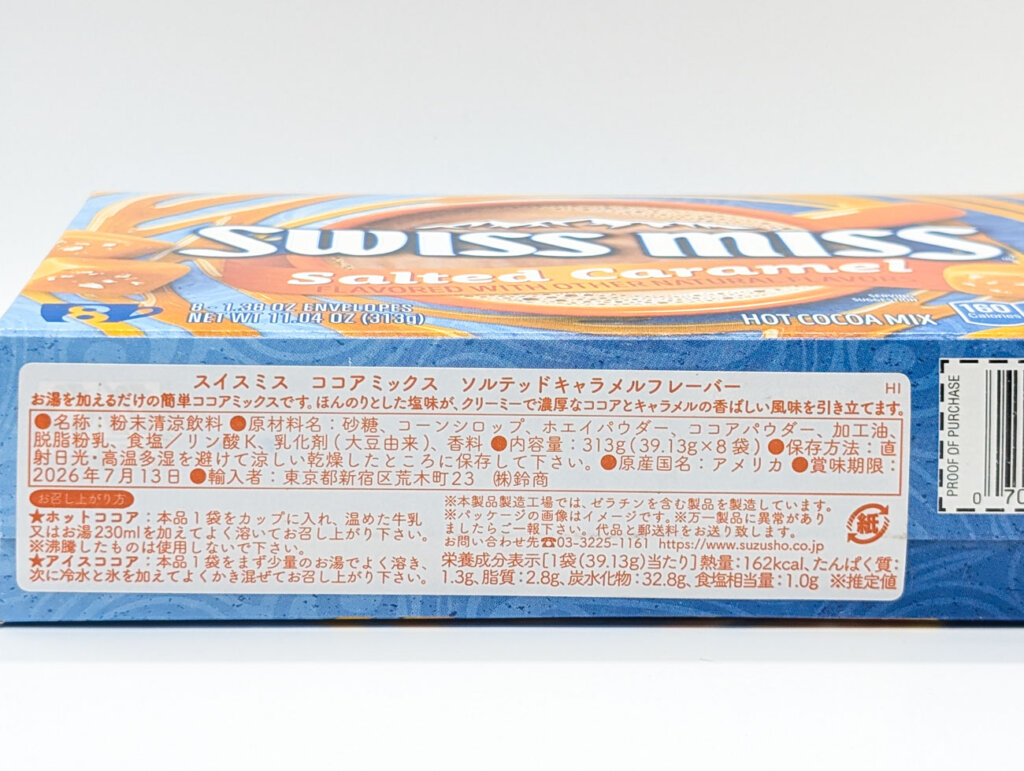 SWISS MISS
Salted Caramel
FLAVORED WITH OTHER NATURAL
SERVING
SUGGESTION
8 - 1.38 OZ ENVELOPES
NET WT 11.04 OZ (313g)
HOT COCOA MIX
160
Calories
8
スイスミス ココアミックス ソルテッドキャラメルフレーバー
HI
お湯を加えるだけの簡単ココアミックスです。ほんのりとした塩味が、クリーミーで濃厚なココアとキャラメルの香ばしい風味を引き立てます。
●名称：粉末清涼飲料 ●原材料名：砂糖、コーンシロップ、ホエイパウダー、ココアパウダー、加工油、
脱脂粉乳、食塩／リン酸K、乳化剤（大豆由来）、香料 ●内容量：313g（39.13g×8袋）●保存方法：直
射日光・高温多湿を避けて涼しい乾燥したところに保存して下さい。●原産国名：アメリカ ●賞味期限：
2026年7月13日 ●輸入者：東京都新宿区荒木町23 ㈱鈴商
お召し上がり方
★ホットココア：本品1袋をカップに入れ、温めた牛乳
又はお湯230mlを加えてよく溶いてお召し上がり下さい。
※沸騰したものは使用しないで下さい。
★アイスココア：本品1袋をまず少量のお湯でよく溶き、
次に冷水と氷を加えてよくかき混ぜてお召し上がり下さい。
※本製品製造工場では、ゼラチンを含む製品を製造しています。
※パッケージの画像はイメージです。※万一製品に異常があり
ましたらご一報下さい。代品と郵送料をお送り致します。
お問い合わせ先☎03-3225-1161 https://www.suzusho.co.jp
栄養成分表示［1袋(39.13g)当たり］熱量：162kcal、たんぱく質：
1.3g、脂質：2.8g、炭水化物：32.8g、食塩相当量：1.0g ※推定値
紙
PROOF OF PURCHASE
0 70